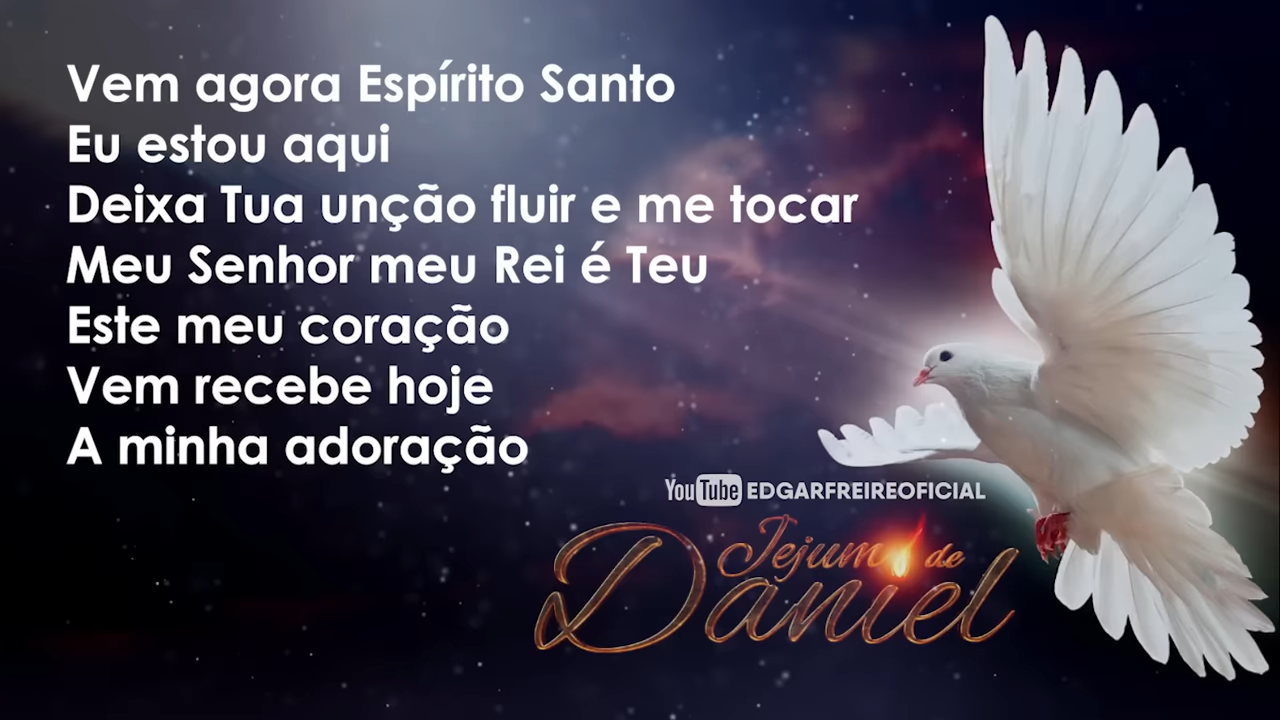 Vem agora Espírito Santo
Eu estou aqui
Deixa Tua unção fluir e me tocar
Meu Senhor meu Rei é Teu
Este meu coração
Vem recebe hoje
A minha adoração
YouTube EDGARFREIREOFICIAL
Jejum de
Daniel